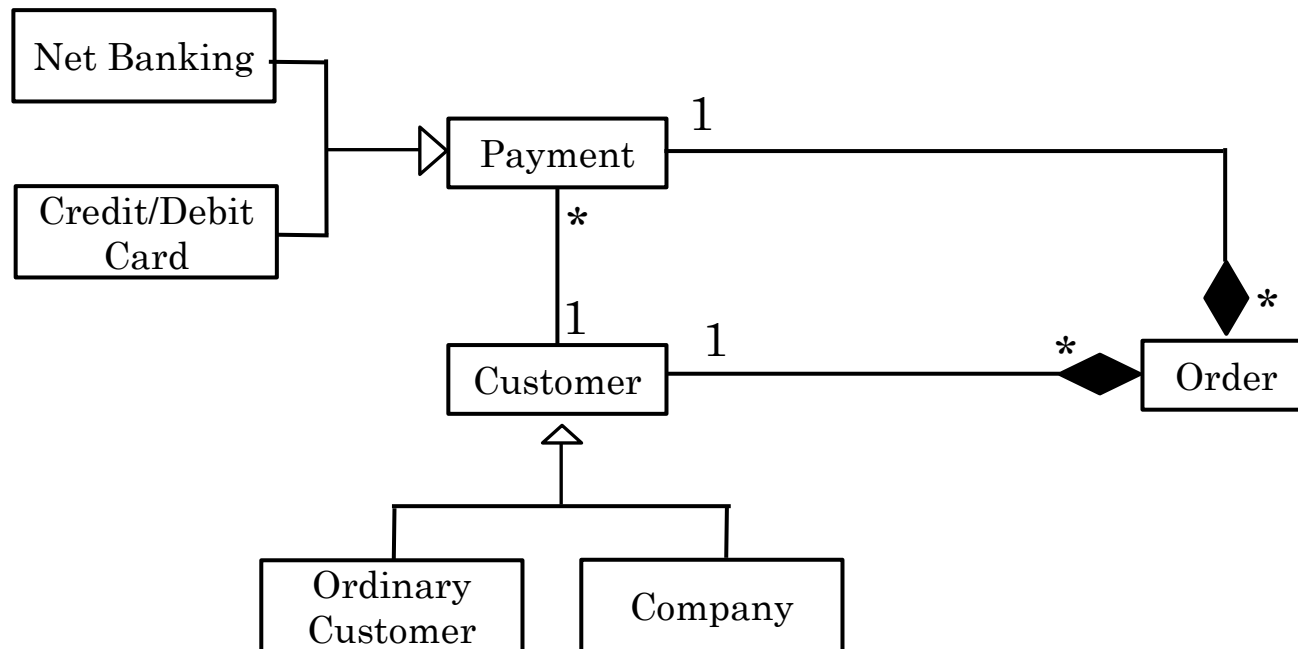 Net Banking
1
Payment
Credit/Debit
Card
*
*
1
1
*
Customer
Order
Ordinary
Customer
Company